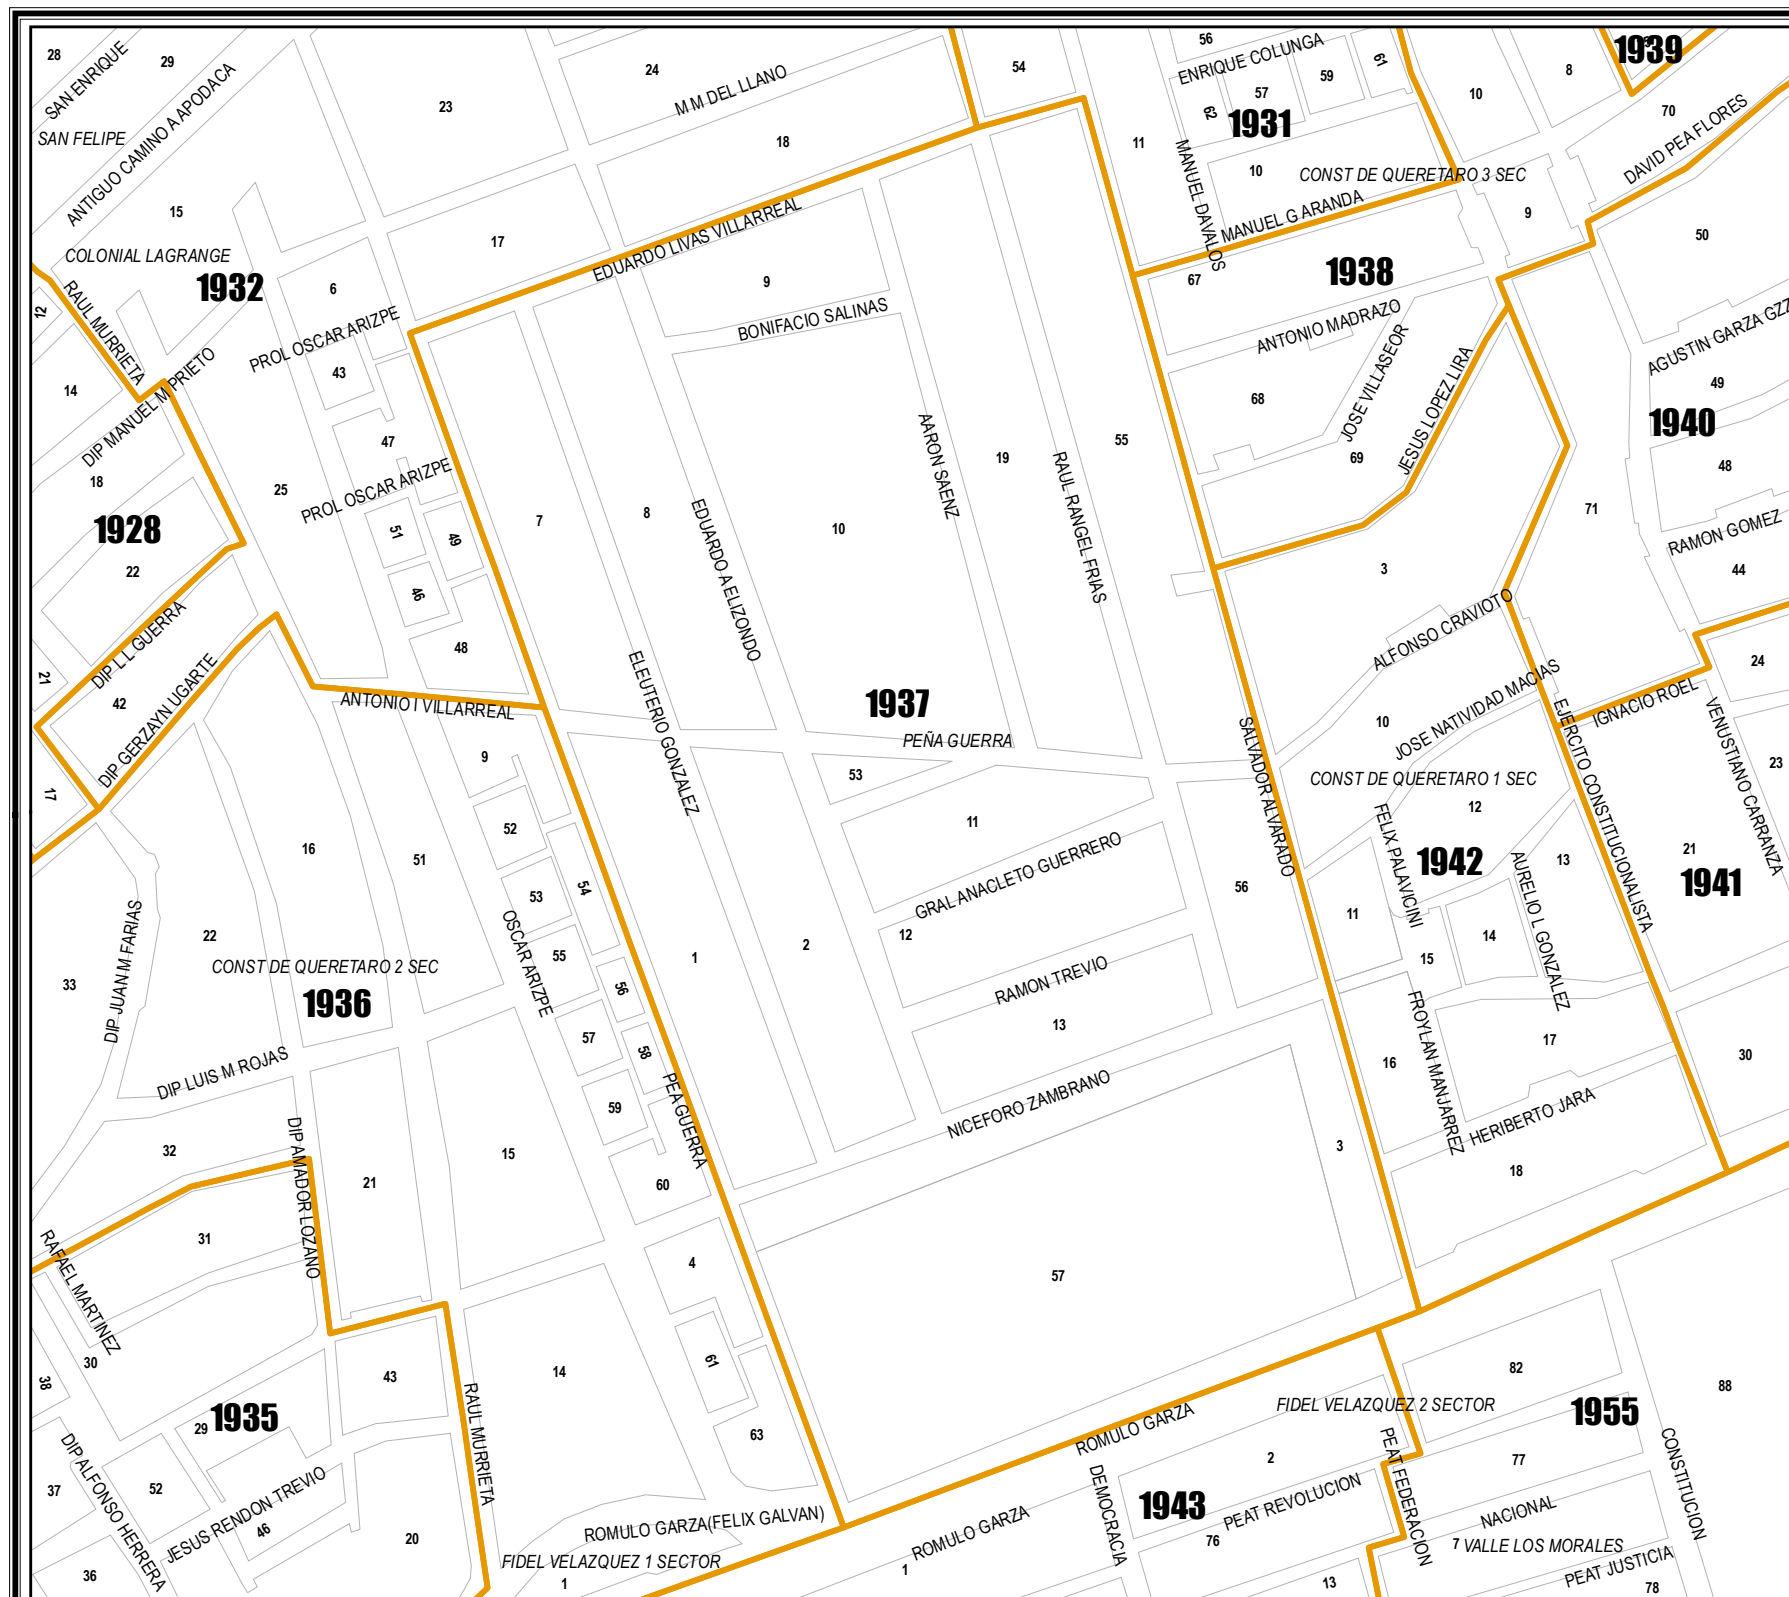 28
29
SAN ENRIQUE
SAN FELIPE
ANTIGUO CAMINO A APODACA
23
24
M M DEL LLANO
18
54
56
ENRIQUE COLUNGA
61
57
59
62
1931
11
10
MANUEL DAVALOS
CONST DE QUERETARO 3 SEC
MANUEL G ARANDA
10
8
1939
70
DAVID PEA FLORES
9
50
15
COLONIAL LAGRANGE
1932
17
6
EDUARDO LIVAS VILLARREAL
9
BONIFACIO SALINAS
67
1938
ANTONIO MADRAZO
JOSE VILLASEOR
JESUS LOPEZ LIRA
68
69
AGUSTIN GARZA GZZ
49
1940
48
71
RAMON GOMEZ
44
12
RAUL MURRIETA
14
DIP MANUEL M PRIETO
PROL OSCAR ARIZPE
43
47
PROL OSCAR ARIZPE
18
25
1928
22
51
49
46
48
7
8
10
AARON SAENZ
19
RAUL RANGEL FRIAS
55
EDUARDO A ELIZONDO
ELEUTERIO GONZALEZ
3
ALFONSO CRAVIOTO
10
JOSE NATIVIDAD MACIAS
EJERCITO CONSTITUCIONALISTA
IGNACIO ROEL
24
VENUSTIANO CARRANZA
23
21
DIP L L GUERRA
42
DIP GERZAYN UGARTE
17
ANTONIO I VILLARREAL
9
1937
PEÑA GUERRA
53
11
GRAL ANACLETO GUERRERO
12
RAMON TREVIO
13
NICEFORO ZAMBRANO
SALVADOR ALVARADO
CONST DE QUERETARO 1 SEC
12
FELIX PALAVICINI
1942
13
AURELIO L GONZALEZ
21
1941
56
11
14
15
FROYLAN MANJARREZ
16
17
HERIBERTO JARA
18
30
16
51
52
53
54
OSCAR ARIZPE
55
56
57
58
59
60
PEA GUERRA
1
2
22
33
DIP JUAN M FARIAS
CONST DE QUERETARO 2 SEC
1936
DIP LUIS M ROJAS
32
DIP AMADOR LOZANO
21
15
31
RAFAEL MARTINEZ
30
38
29
1935
43
37
DIP ALFONSO HERRERA
52
JESUS RENDON TREVIO
46
36
20
RAUL MURRIETA
14
4
61
63
57
3
ROMULO GARZA(FELIX GALVAN)
FIDEL VELAZQUEZ 1 SECTOR
1
ROMULO GARZA
1
ROMULO GARZA
DEMOCRACIA
1943
2
76
PEAT REVOLUCION
13
FIDEL VELAZQUEZ 2 SECTOR
PEAT FEDERACION
82
1955
88
77
CONSTITUCION
NACIONAL
7
VALLE LOS MORALES
PEAT JUSTICIA
78